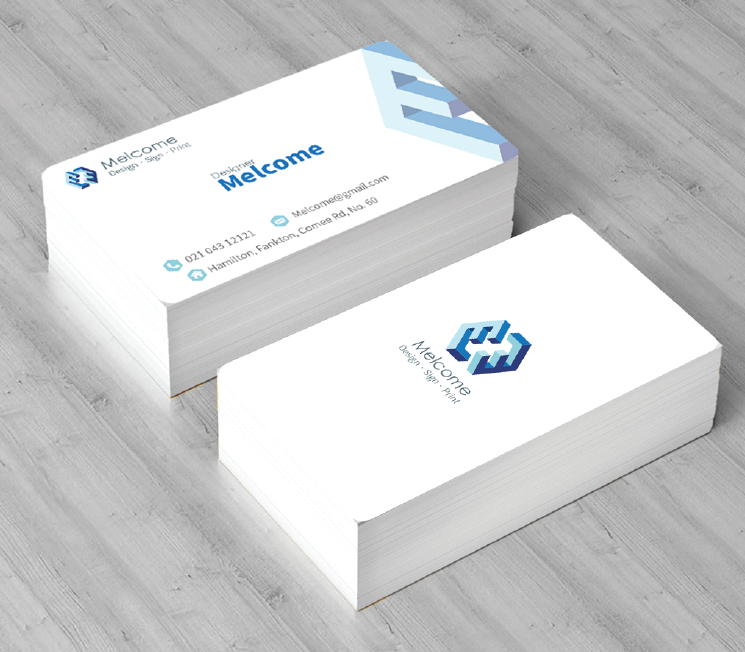 Melcome
Design - Sign - Print
Designer
Melcome
021 043 12121
Melcome@gmail.com
Hamilton, Fankton, Comee Rd, No. 60
Melcome
Design - Sign - Print